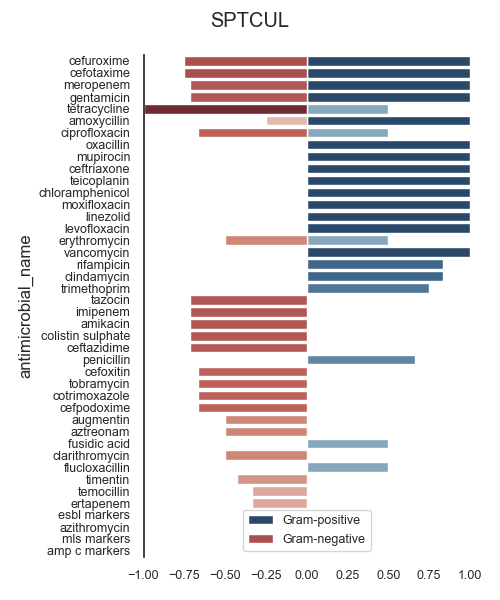 SPTCUL
antimicrobial_name
cefuroxime
cefotaxime
meropenem
gentamicin
tetracycline
amoxycillin
ciprofloxacin
oxacillin
mupirocin
ceftriaxone
teicoplanin
chloramphenicol
moxifloxacin
linezolid
levofloxacin
erythromycin
vancomycin
rifampicin
clindamycin
trimethoprim
tazocin
imipenem
amikacin
colistin sulphate
ceftazidime
penicillin
cefoxitin
tobramycin
cotrimoxazole
cefpodoxime
augmentin
aztreonam
fusidic acid
clarithromycin
flucloxacillin
timentin
temocillin
ertapenem
esbl markers
azithromycin
mls markers
amp c markers
Gram-positive
Gram-negative
−1.00 −0.75 −0.50 −0.25 0.00 0.25 0.50 0.75 1.00